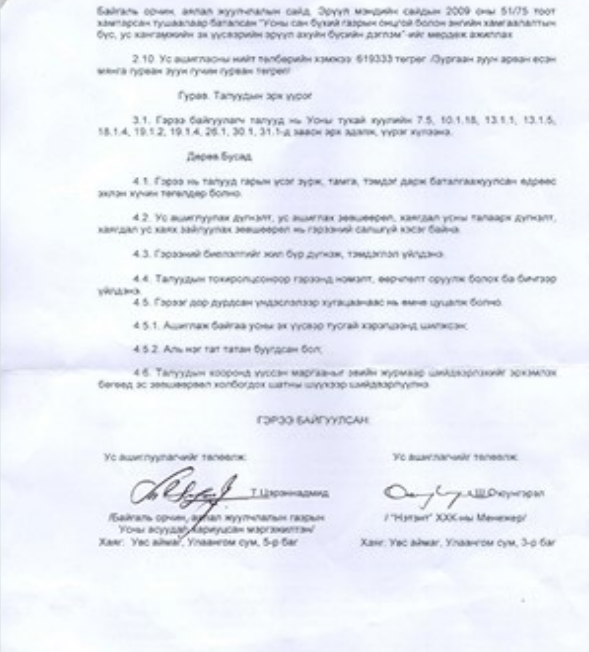 Байгаль орчин, аялал жуулчлалын сайд, Эрүүл мэндийн сайдын 2009 оны 51/75 тоот
хамтарсан тушаалаар баталсан "Усны сан бүхий газрын онцгой болон энгийн хамгаалалтын
бүс, ус хангамжийн эх үүсвэрийн эрүүл ахуйн бүсийн дэглэм"-ийг мөрдөж ажиллах
2.10. Ус ашигласны нийт төлбөрийн хэмжээ 619333 төгрөг /Зургаан зуун арван есөн
мянга гурван зуун гучин гурван төгрөг/
Гурав. Талуудын эрх үүрэг
3.1. Гэрээ байгуулагч талууд нь Усны тухай хуулийн 7.5, 10.1.18, 13.1.1, 13.1.5,
18.1.4, 19.1.2, 19.1.4, 26.1, 30.1, 31.1-д заасан эрх эдэлж, үүрэг хүлээнэ.
Дөрөв.Бусад
4.1. Гэрээ нь талууд гарын үсэг зурж, тамга, тэмдэг дарж баталгаажуулсан өдрөөс
эхлэн хүчин төгөлдөр болно.
4.2. Ус ашиглуулах дүгнэлт, ус ашиглах зөвшөөрөл, хаягдал усны талаарх дүгнэлт,
хаягдал ус хаях зайлуулах зөвшөөрөл нь гэрээний салшгүй хэсэг байна.
4.3. Гэрээний биелэлтийг жил бүр дүгнэж, тэмдэглэл үйлдэнэ.
4.4. Талуудын тохиролцсоноор гэрээнд нэмэлт, өөрчлөлт оруулж болох ба бичгээр
үйлдэнэ.
4.5. Гэрээг дор дурдсан үндэслэлээр хугацаанаас нь өмнө цуцалж болно.
4.5.1. Ашиглаж байгаа усны эх үүсвэр тусгай хэрэгцээнд шилжсэн;
4.5.2. Аль нэг тал татан буугдсан бол;
4.6. Талуудын хооронд үүссэн маргааныг эвийн журмаар шийдвэрлэхийг эрхэмлэх
бөгөөд эс зөвшөөрвөл холбогдох шатны шүүхээр шийдвэрлүүлнэ.
ГЭРЭЭ БАЙГУУЛСАН:
Ус ашиглуулагчийг төлөөлж: Ус ашиглагчийг төлөөлж:
Т.Цэрэннадмид Ш.Оюунгэрэл
/Байгаль орчин, аялал жуулчлалын газрын / "Нэгэнт" ХХК-ны Менежер/
Усны асуудал хариуцсан мэргэжилтэн/
Хаяг: Увс аймаг, Улаангом сум, 5-р баг Хаяг: Увс аймаг, Улаангом сум, 3-р баг